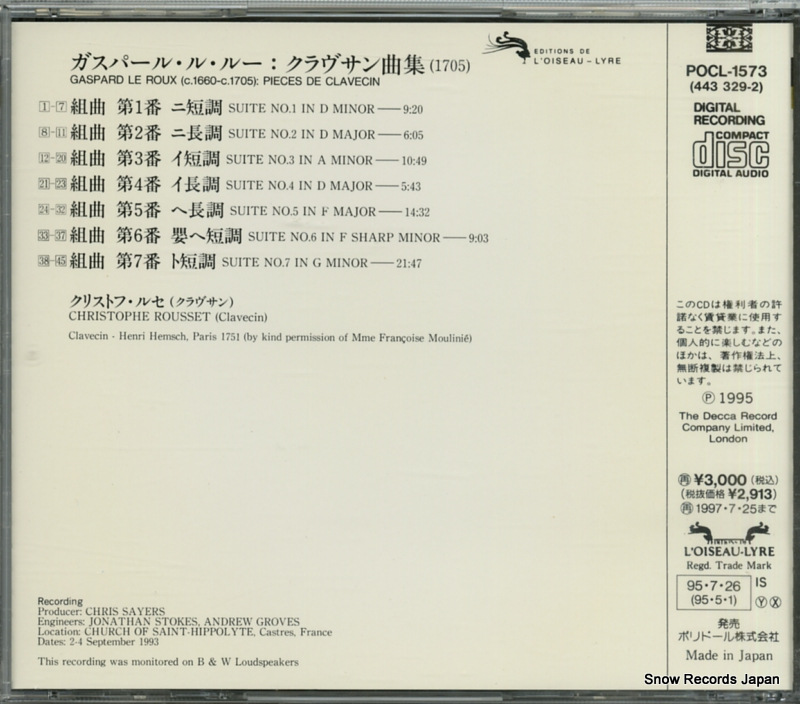 ガスパール・ル・ルー：クラヴサン曲集(1705)
GASPARD LE ROUX (c.1660-c.1705): PIECES DE CLAVECIN
EDITIONS DE
L'OISEAU-LYRE
1-7 組曲 第1番 ニ短調 SUITE NO.1 IN D MINOR——9:20
8-11 組曲 第2番 ニ長調 SUITE NO.2 IN D MAJOR——6:05
12-20 組曲 第3番 イ短調 SUITE NO.3 IN A MINOR——10:49
21-23 組曲 第4番 イ長調 SUITE NO.4 IN D MAJOR——5:43
24-32 組曲 第5番 ヘ長調 SUITE NO.5 IN F MAJOR——14:32
33-37 組曲 第6番 嬰ヘ短調 SUITE NO.6 IN F SHARP MINOR——9:03
38-45 組曲 第7番 ト短調 SUITE NO.7 IN G MINOR——21:47
クリストフ・ルセ(クラヴサン)
CHRISTOPHE ROUSSET (Clavecin)
Clavecin - Henri Hemsch, Paris 1751 (by kind permission of Mme Françoise Moulinié)
Recording
Producer: CHRIS SAYERS
Engineers: JONATHAN STOKES, ANDREW GROVES
Location: CHURCH OF SAINT-HIPPOLYTE, Castres, France
Dates: 2-4 September 1993
This recording was monitored on B & W Loudspeakers
POCL-1573
(443 329-2)
DIGITAL
RECORDING
COMPACT
disc
DIGITAL AUDIO
このCDは権利者の許
諾なく賃貸業に使用す
ることを禁じます。また、
個人的に楽しむなどの
ほかは、著作権法上、
無断複製は禁じられて
います。
Ⓟ 1995
The Decca Record
Company Limited,
London
㊢¥3,000(税込)
(税抜価格 ¥2,913)
㊢1997・7・25まで
EDITIONS DE
L'OISEAU-LYRE
Regd. Trade Mark
95・7・26
(95・5・1)
IS
ⓎⓍ
発売
ポリドール株式会社
Made in Japan
Snow Records Japan